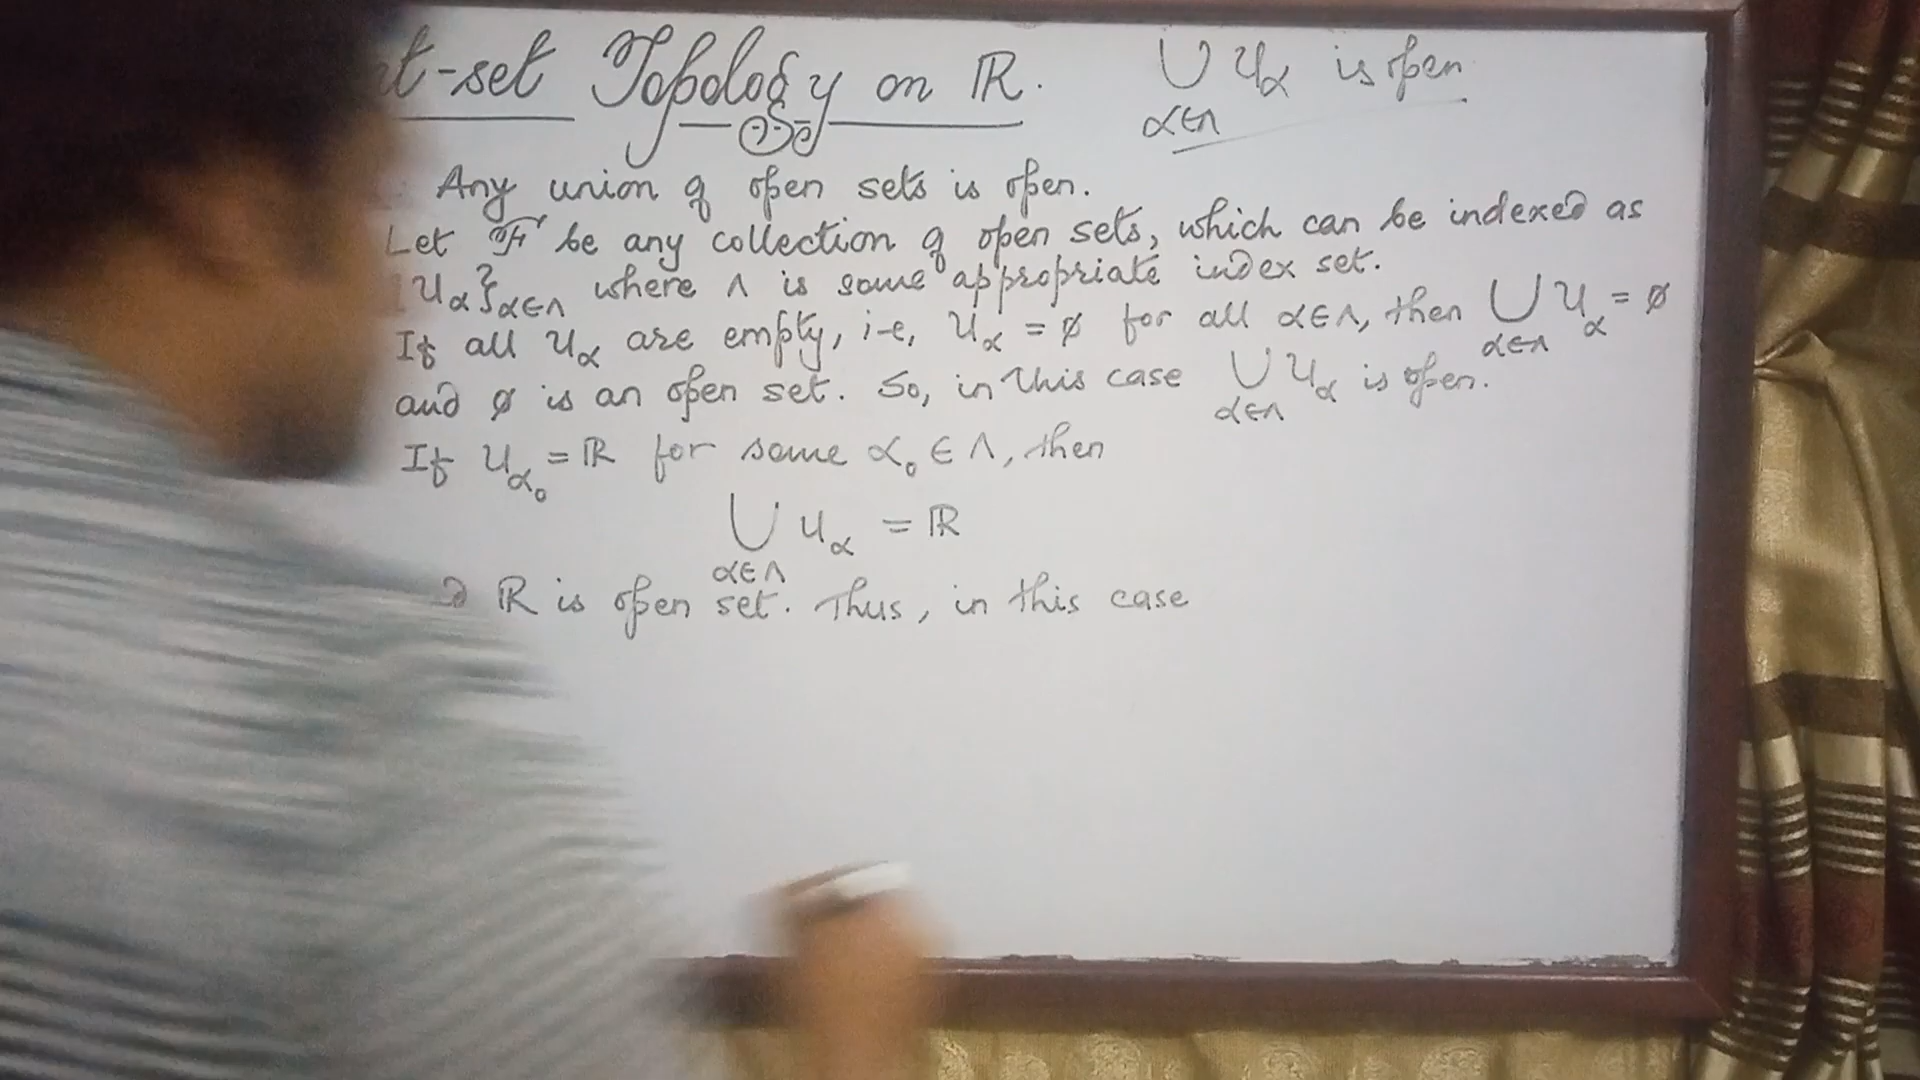 t-set Topology on ℝ.
⋃ U_α is open
α∈Λ
Any union of open sets is open.
Let ℱ be any collection of open sets, which can be indexed as
{U_α}_{α∈Λ} where Λ is some appropriate index set.
If all U_α are empty, i.e, U_α = ∅ for all α∈Λ, then ⋃_{α∈Λ} U_α = ∅
and ∅ is an open set. So, in this case ⋃_{α∈Λ} U_α is open.
If U_{α₀} = ℝ for some α₀ ∈ Λ, then
⋃ U_α = ℝ
α∈Λ
ℝ is open set. Thus, in this case